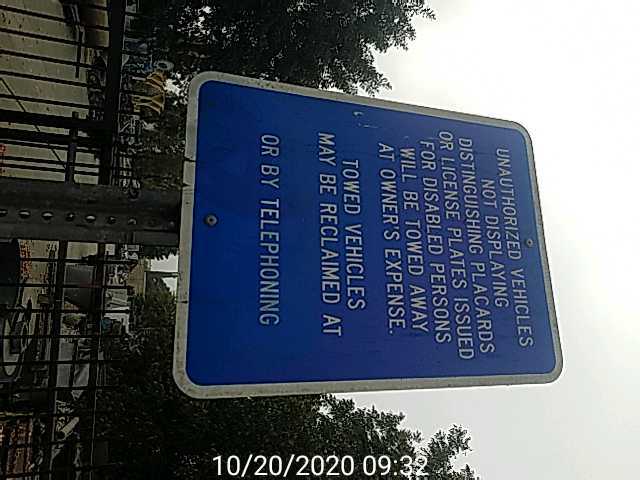 UNAUTHORIZED VEHICLES
NOT DISPLAYING
DISTINGUISHING PLACARDS
OR LICENSE PLATES ISSUED
FOR DISABLED PERSONS
WILL BE TOWED AWAY
AT OWNER'S EXPENSE.
TOWED VEHICLES
MAY BE RECLAIMED AT
OR BY TELEPHONING
10/20/2020 09:32